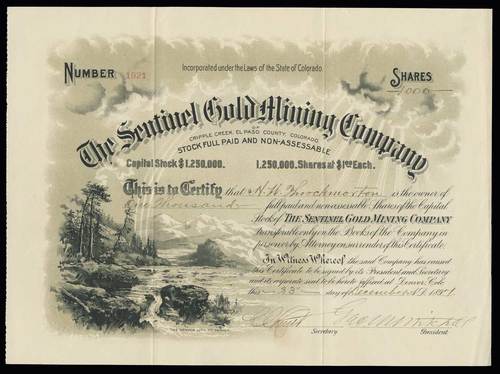 Incorporated under the Laws of the State of Colorado.
NUMBER 1921
SHARES
1000
The Sentinel Gold Mining Company
OF
CRIPPLE CREEK, EL PASO COUNTY, COLORADO.
STOCK FULL PAID AND NON-ASSESSABLE
Capital Stock $1,250,000.
1,250,000 Shares at $1.00 Each.
This is to Certify that is the owner of
One Thousand full paid and nonassessable Shares of the Capital
Stock of THE SENTINEL GOLD MINING COMPANY
transferable only on the Books of the Company in
person or by Attorney on surrender of this Certificate.
In Witness Whereof the said Company has caused
this Certificate to be signed by its President and Secretary
and its corporate seal to be hereto affixed at Denver, Colo
this 23 day of December A.D. 189
Secretary
President